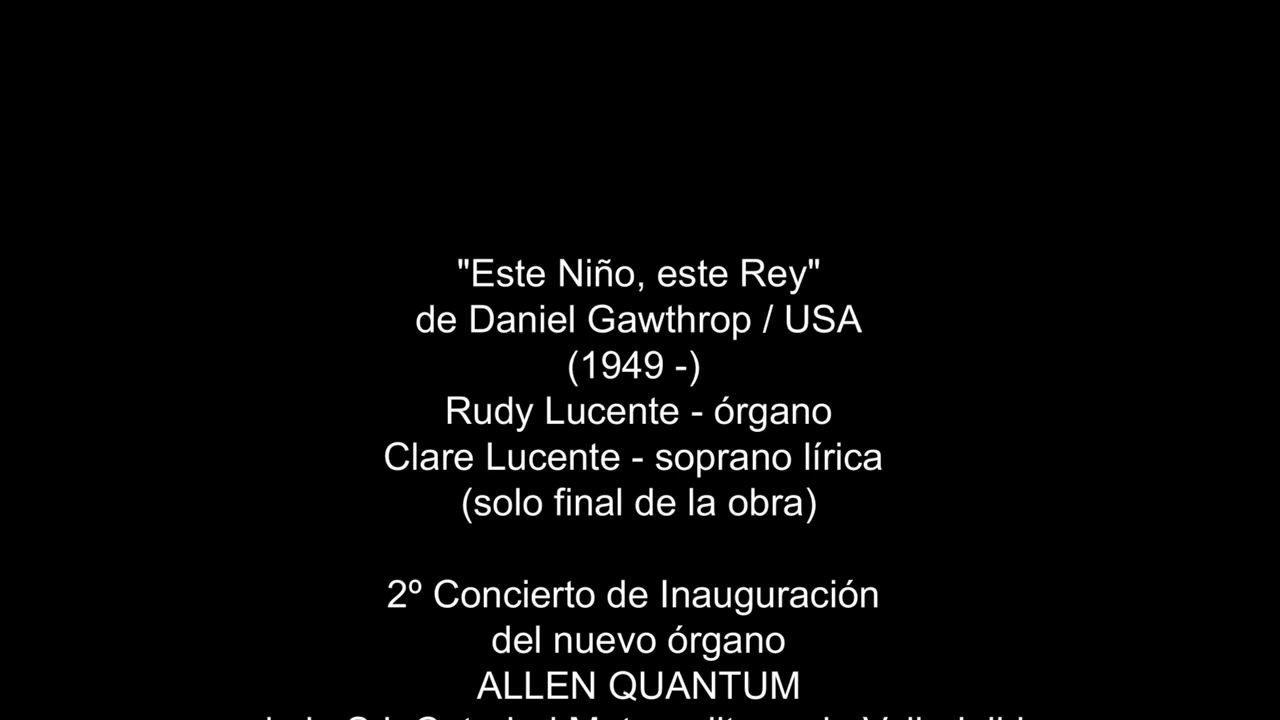 "Este Niño, este Rey"
de Daniel Gawthrop / USA
(1949 -)
Rudy Lucente - órgano
Clare Lucente - soprano lírica
(solo final de la obra)
2º Concierto de Inauguración
del nuevo órgano
ALLEN QUANTUM